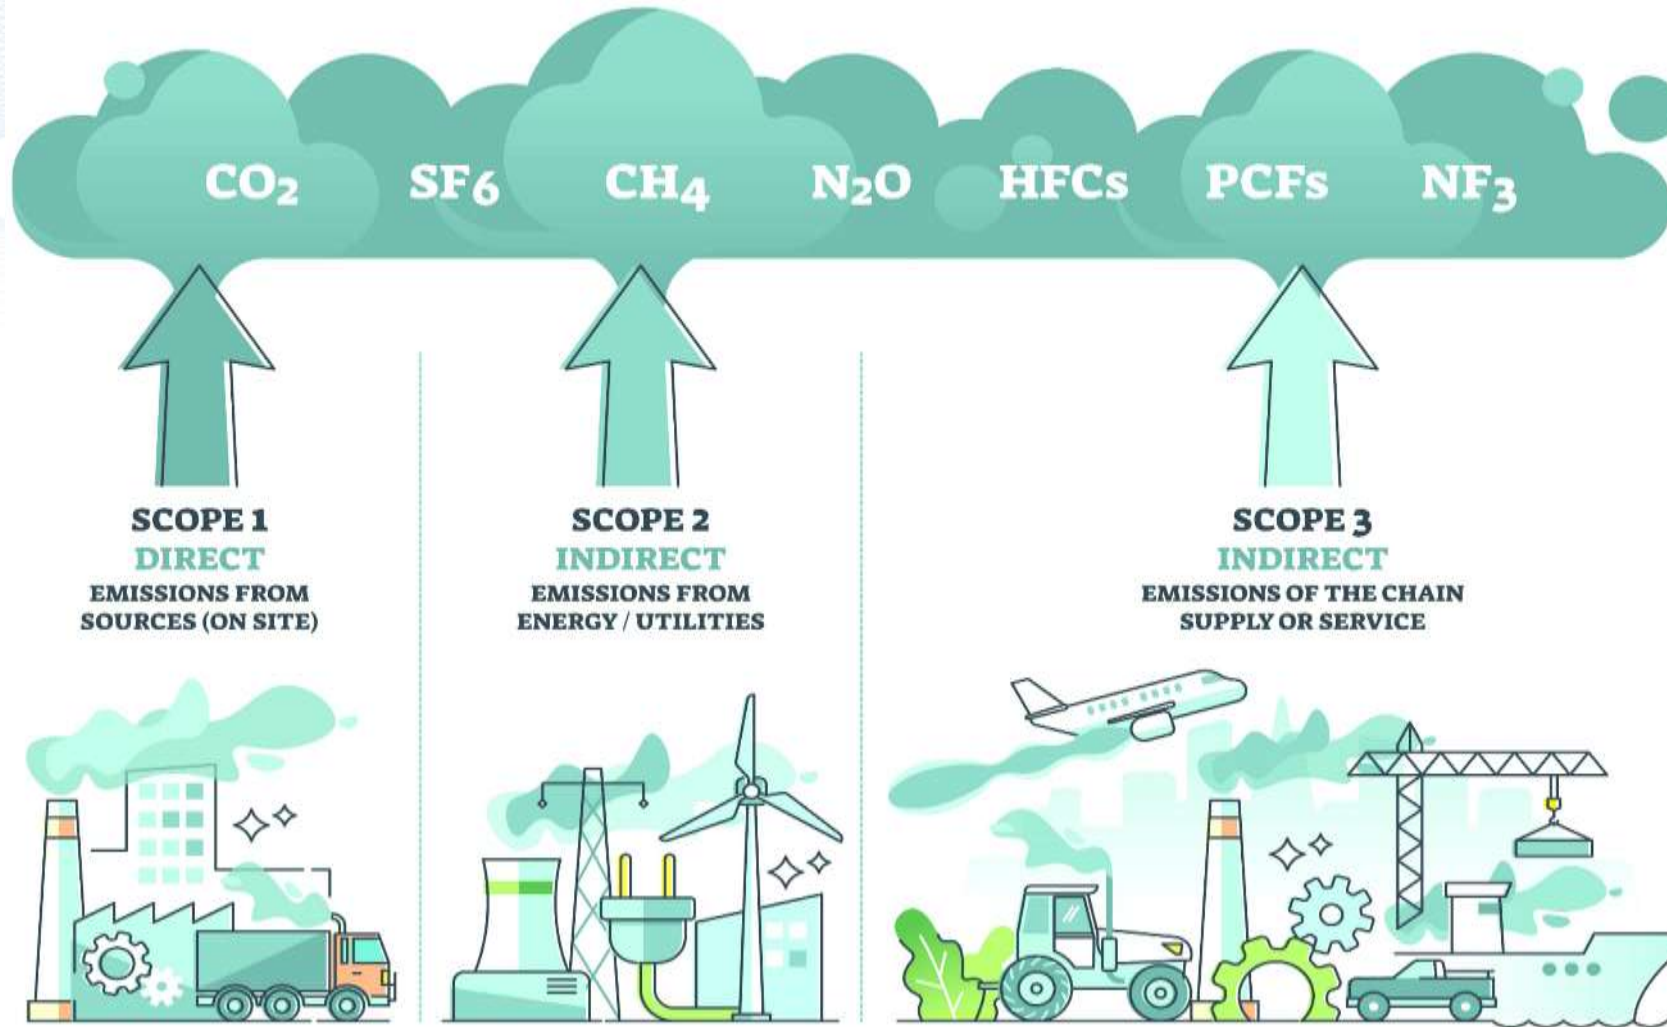 CO₂ SF₆ CH₄ N₂O HFCs PCFs NF₃
SCOPE 1
DIRECT
EMISSIONS FROM
SOURCES (ON SITE)
SCOPE 2
INDIRECT
EMISSIONS FROM
ENERGY / UTILITIES
SCOPE 3
INDIRECT
EMISSIONS OF THE CHAIN
SUPPLY OR SERVICE